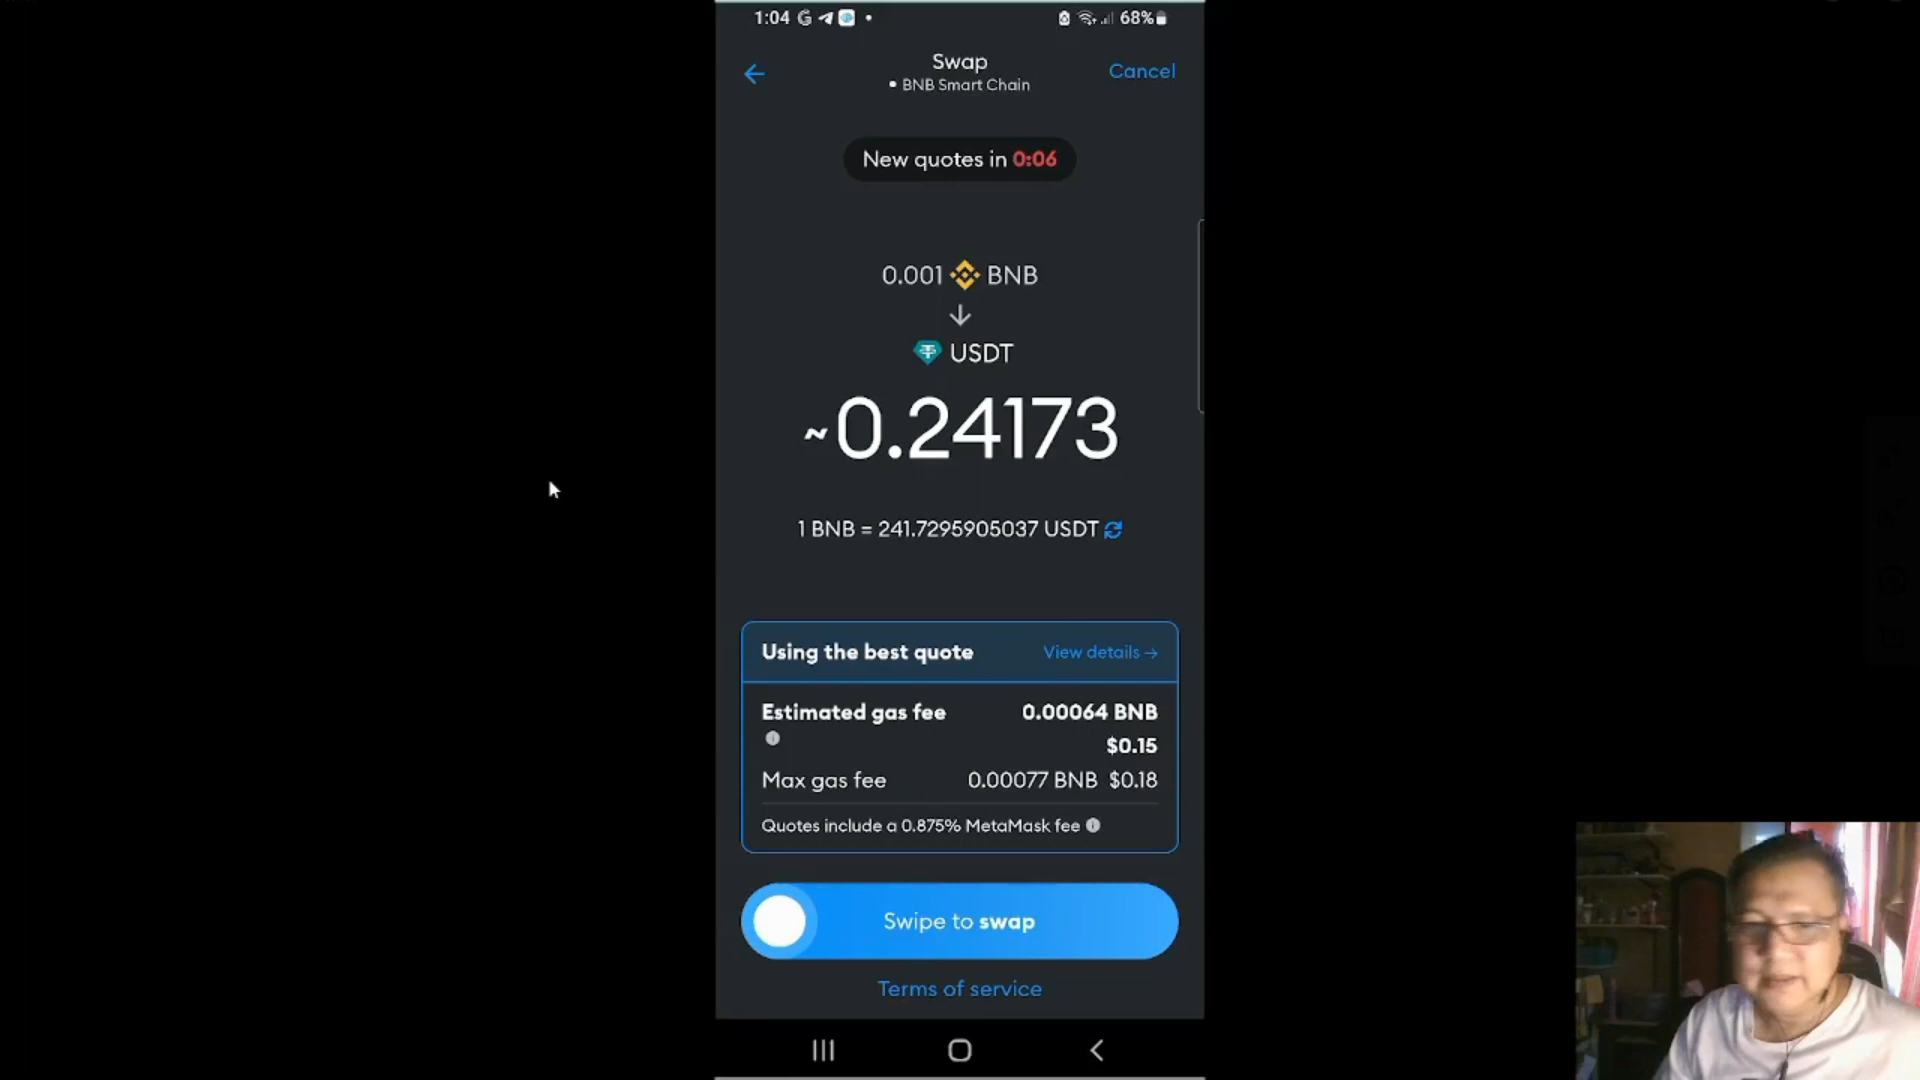 1:04
68%
Swap
Cancel
BNB Smart Chain
New quotes in 0:06
0.001 BNB
USDT
~0.24173
1 BNB = 241.7295905037 USDT
Using the best quote
View details →
Estimated gas fee
0.00064 BNB
$0.15
Max gas fee
0.00077 BNB $0.18
Quotes include a 0.875% MetaMask fee
Swipe to swap
Terms of service